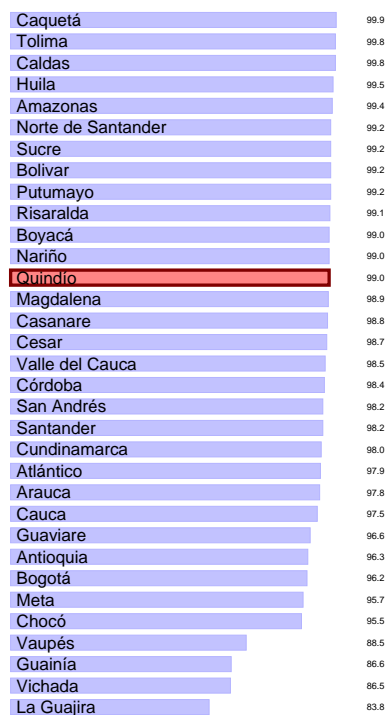 Caquetá 99.9
Tolima 99.8
Caldas 99.8
Huila 99.5
Amazonas 99.4
Norte de Santander 99.2
Sucre 99.2
Bolivar 99.2
Putumayo 99.2
Risaralda 99.1
Boyacá 99.0
Nariño 99.0
Quindío 99.0
Magdalena 98.9
Casanare 98.8
Cesar 98.7
Valle del Cauca 98.5
Córdoba 98.4
San Andrés 98.2
Santander 98.2
Cundinamarca 98.0
Atlántico 97.9
Arauca 97.8
Cauca 97.5
Guaviare 96.6
Antioquia 96.3
Bogotá 96.2
Meta 95.7
Chocó 95.5
Vaupés 88.5
Guainía 86.6
Vichada 86.5
La Guajira 83.8